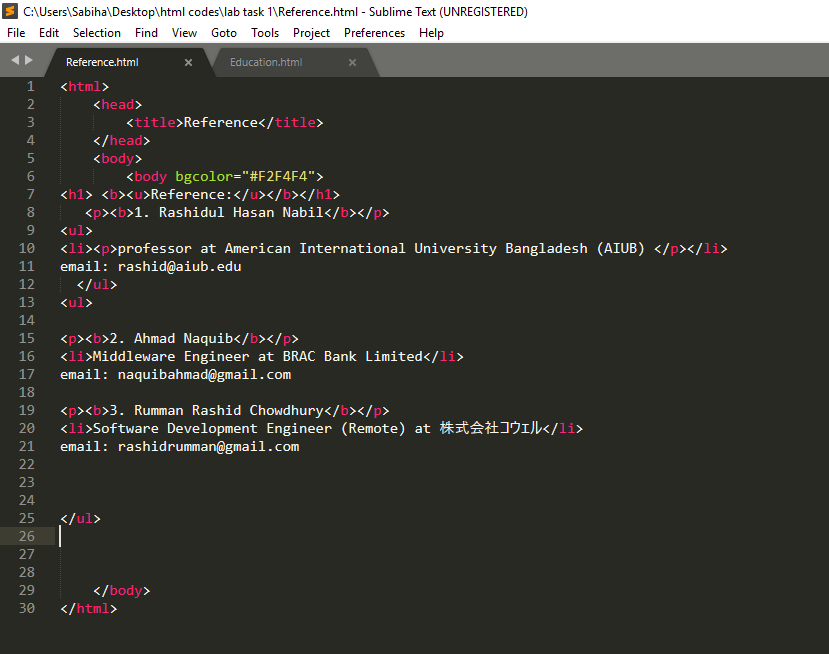 C:\Users\Sabiha\Desktop\html codes\lab task 1\Reference.html - Sublime Text (UNREGISTERED)
File Edit Selection Find View Goto Tools Project Preferences Help
Reference.html Education.html
1 <html>
2 <head>
3 <title>Reference</title>
4 </head>
5 <body>
6 <body bgcolor="#F2F4F4">
7 <h1> <b><u>Reference:</u></b></h1>
8 <p><b>1. Rashidul Hasan Nabil</b></p>
9 <ul>
10 <li><p>professor at American International University Bangladesh (AIUB) </p></li>
11 email: rashid@aiub.edu
12 </ul>
13 <ul>
14
15 <p><b>2. Ahmad Naquib</b></p>
16 <li>Middleware Engineer at BRAC Bank Limited</li>
17 email: naquibahmad@gmail.com
18
19 <p><b>3. Rumman Rashid Chowdhury</b></p>
20 <li>Software Development Engineer (Remote) at 株式会社ｺｳｪﾙ</li>
21 email: rashidrumman@gmail.com
22
23
24
25 </ul>
26
27
28
29 </body>
30 </html>